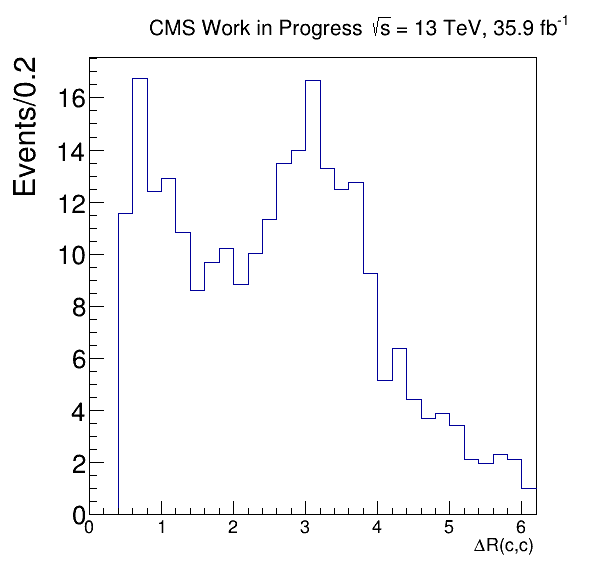 CMS Work in Progress √s = 13 TeV, 35.9 fb⁻¹
Events/0.2
16
14
12
10
8
6
4
2
0
0 1 2 3 4 5 6
ΔR(c,c)